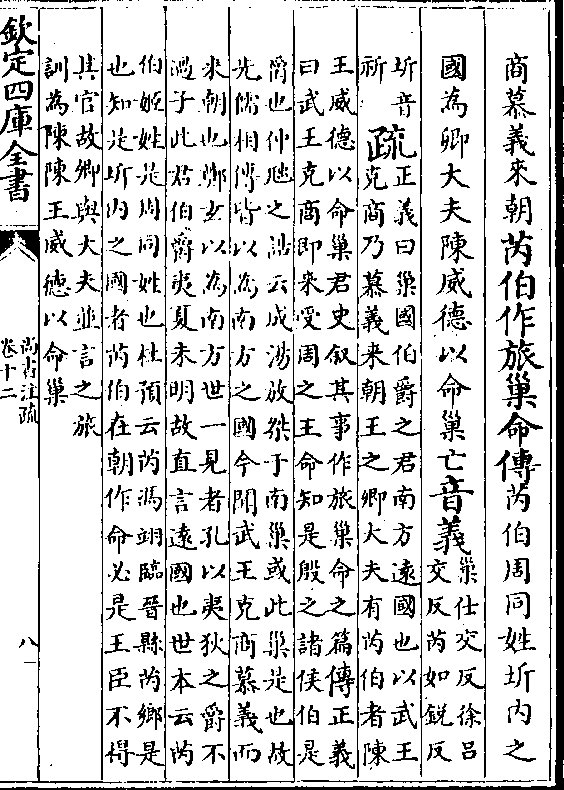 商慕義來朝芮伯作旅巢命傳芮伯周同姓圻內之
國為卿大夫陳威德以命巢亡音義巢仕交反徐呂
交反芮如銳反
圻音
祈疏正義曰巢國伯爵之君南方遠國也以武王
克商乃慕義來朝王之卿大夫有芮伯者陳
王威德以命巢君史叙其事作旅巢命之篇傳正義
曰武王克商即來受周之王命知是殷之諸侯伯是
爵也仲虺之誥云成湯放桀于南巢或此巢是也故
先儒相傳皆以為南方之國今聞武王克商慕義而
來朝也鄭玄以為南方世一見者孔以夷狄之爵不
過子此君伯爵夷夏未明故直言遠國也世本云芮
伯姬姓是周同姓也杜預云芮馮翊臨晉縣芮鄉是
也知是圻內之國者芮伯在朝作命必是王臣不得
其官故卿與大夫並言之旅
訓為陳陳王威德以命巢
欽定四庫全書
尚書注疏
卷十二
八